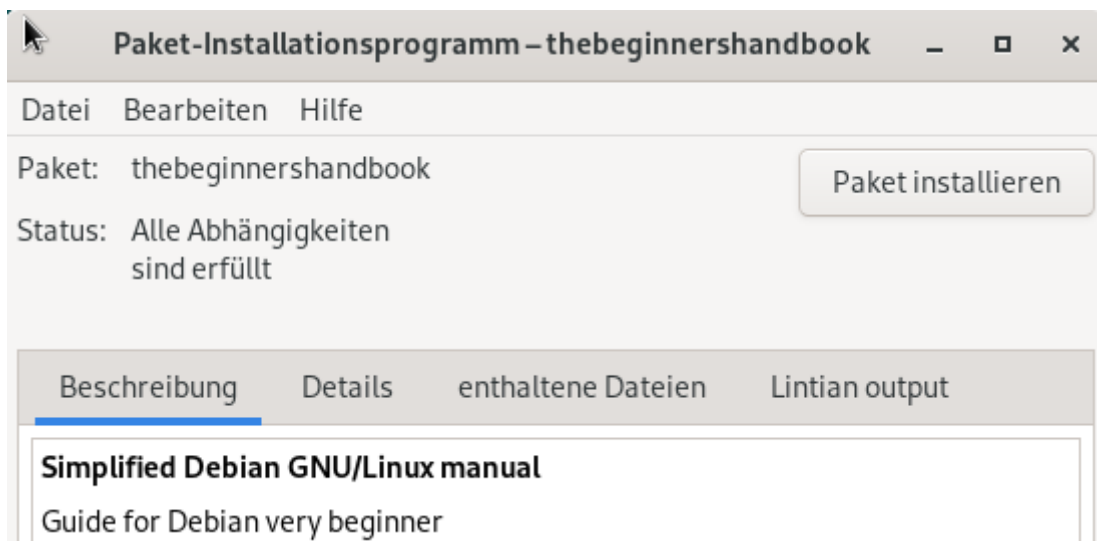 Paket-Installationsprogramm – thebeginnershandbook
Datei Bearbeiten Hilfe
Paket: thebeginnershandbook
Paket installieren
Status: Alle Abhängigkeiten
sind erfüllt
Beschreibung Details enthaltene Dateien Lintian output
Simplified Debian GNU/Linux manual
Guide for Debian very beginner